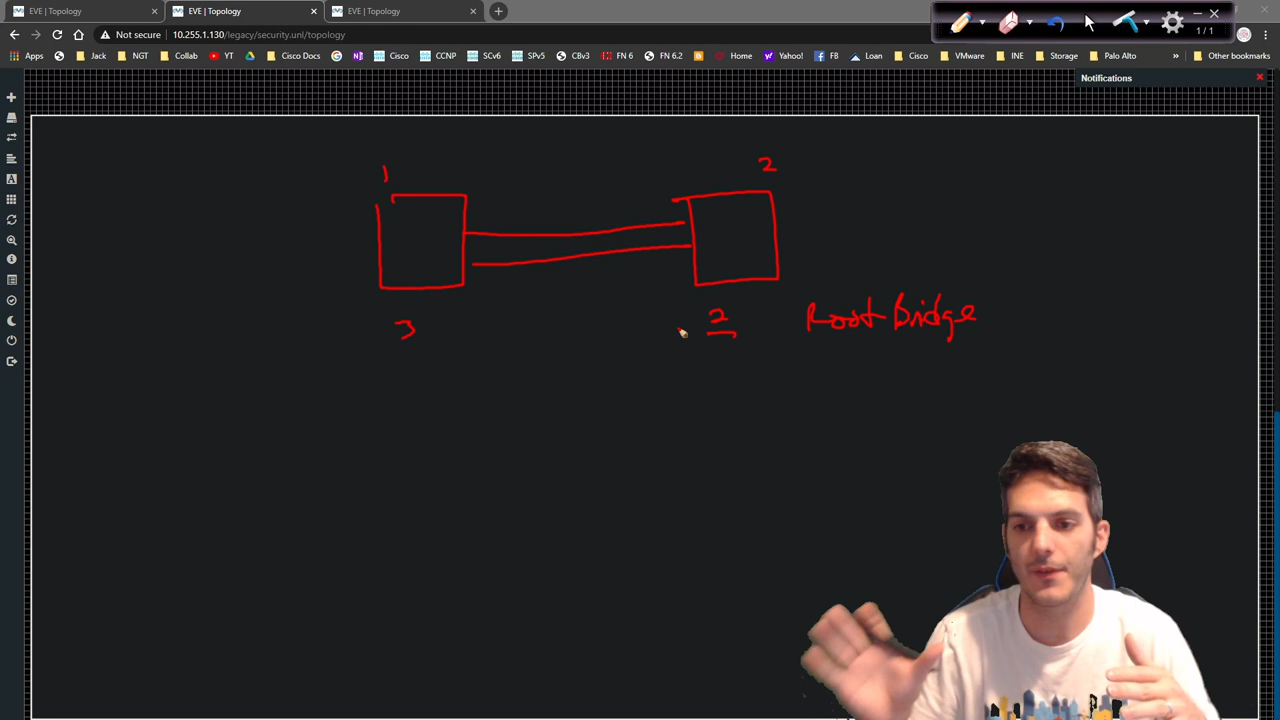 EVE | Topology
EVE | Topology
EVE | Topology
1 / 1
Not secure
10.255.1.130/legacy/security.unl/topology
Apps Jack NGT Collab YT Cisco Docs Cisco CCNP SCv6 SPv5 CBv3 FN 6 FN 6.2 Home Yahoo! FB Loan Cisco VMware INE Storage Palo Alto » Other bookmarks
Notifications
1
2
3
2
Root Bridge